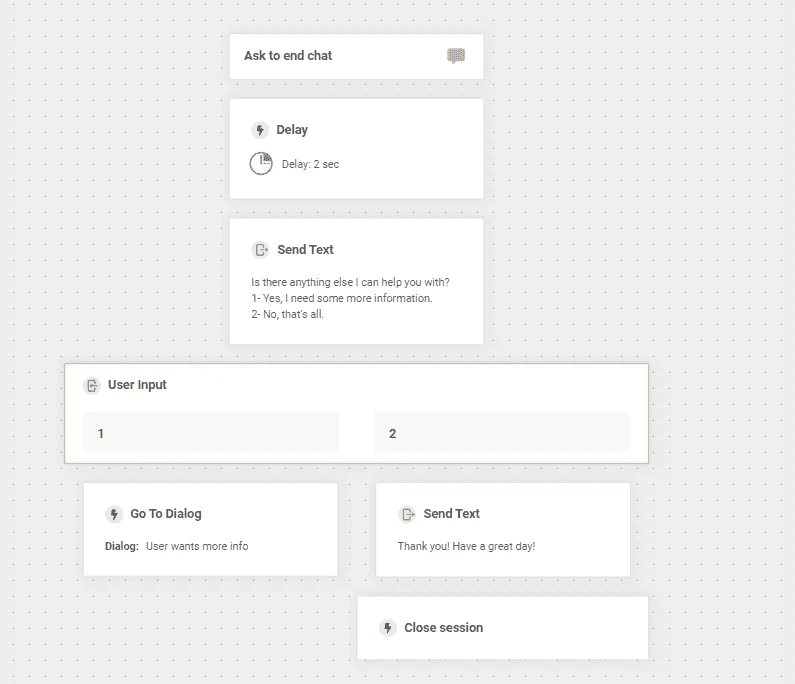 Ask to end chat
Delay
Delay: 2 sec
Send Text
Is there anything else I can help you with?
1- Yes, I need some more information.
2- No, that's all.
User Input
1
2
Go To Dialog
Dialog: User wants more info
Send Text
Thank you! Have a great day!
Close session